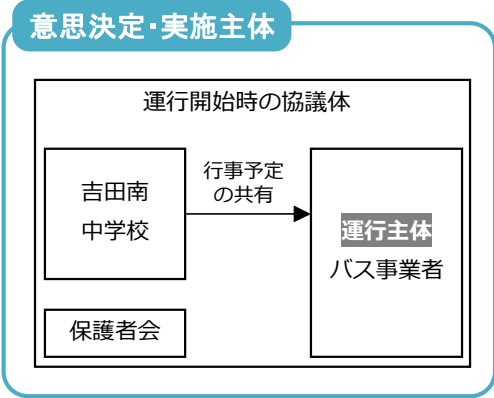 意思決定・実施主体
運行開始時の協議体
吉田南
中学校
行事予定
の共有
運行主体
バス事業者
保護者会